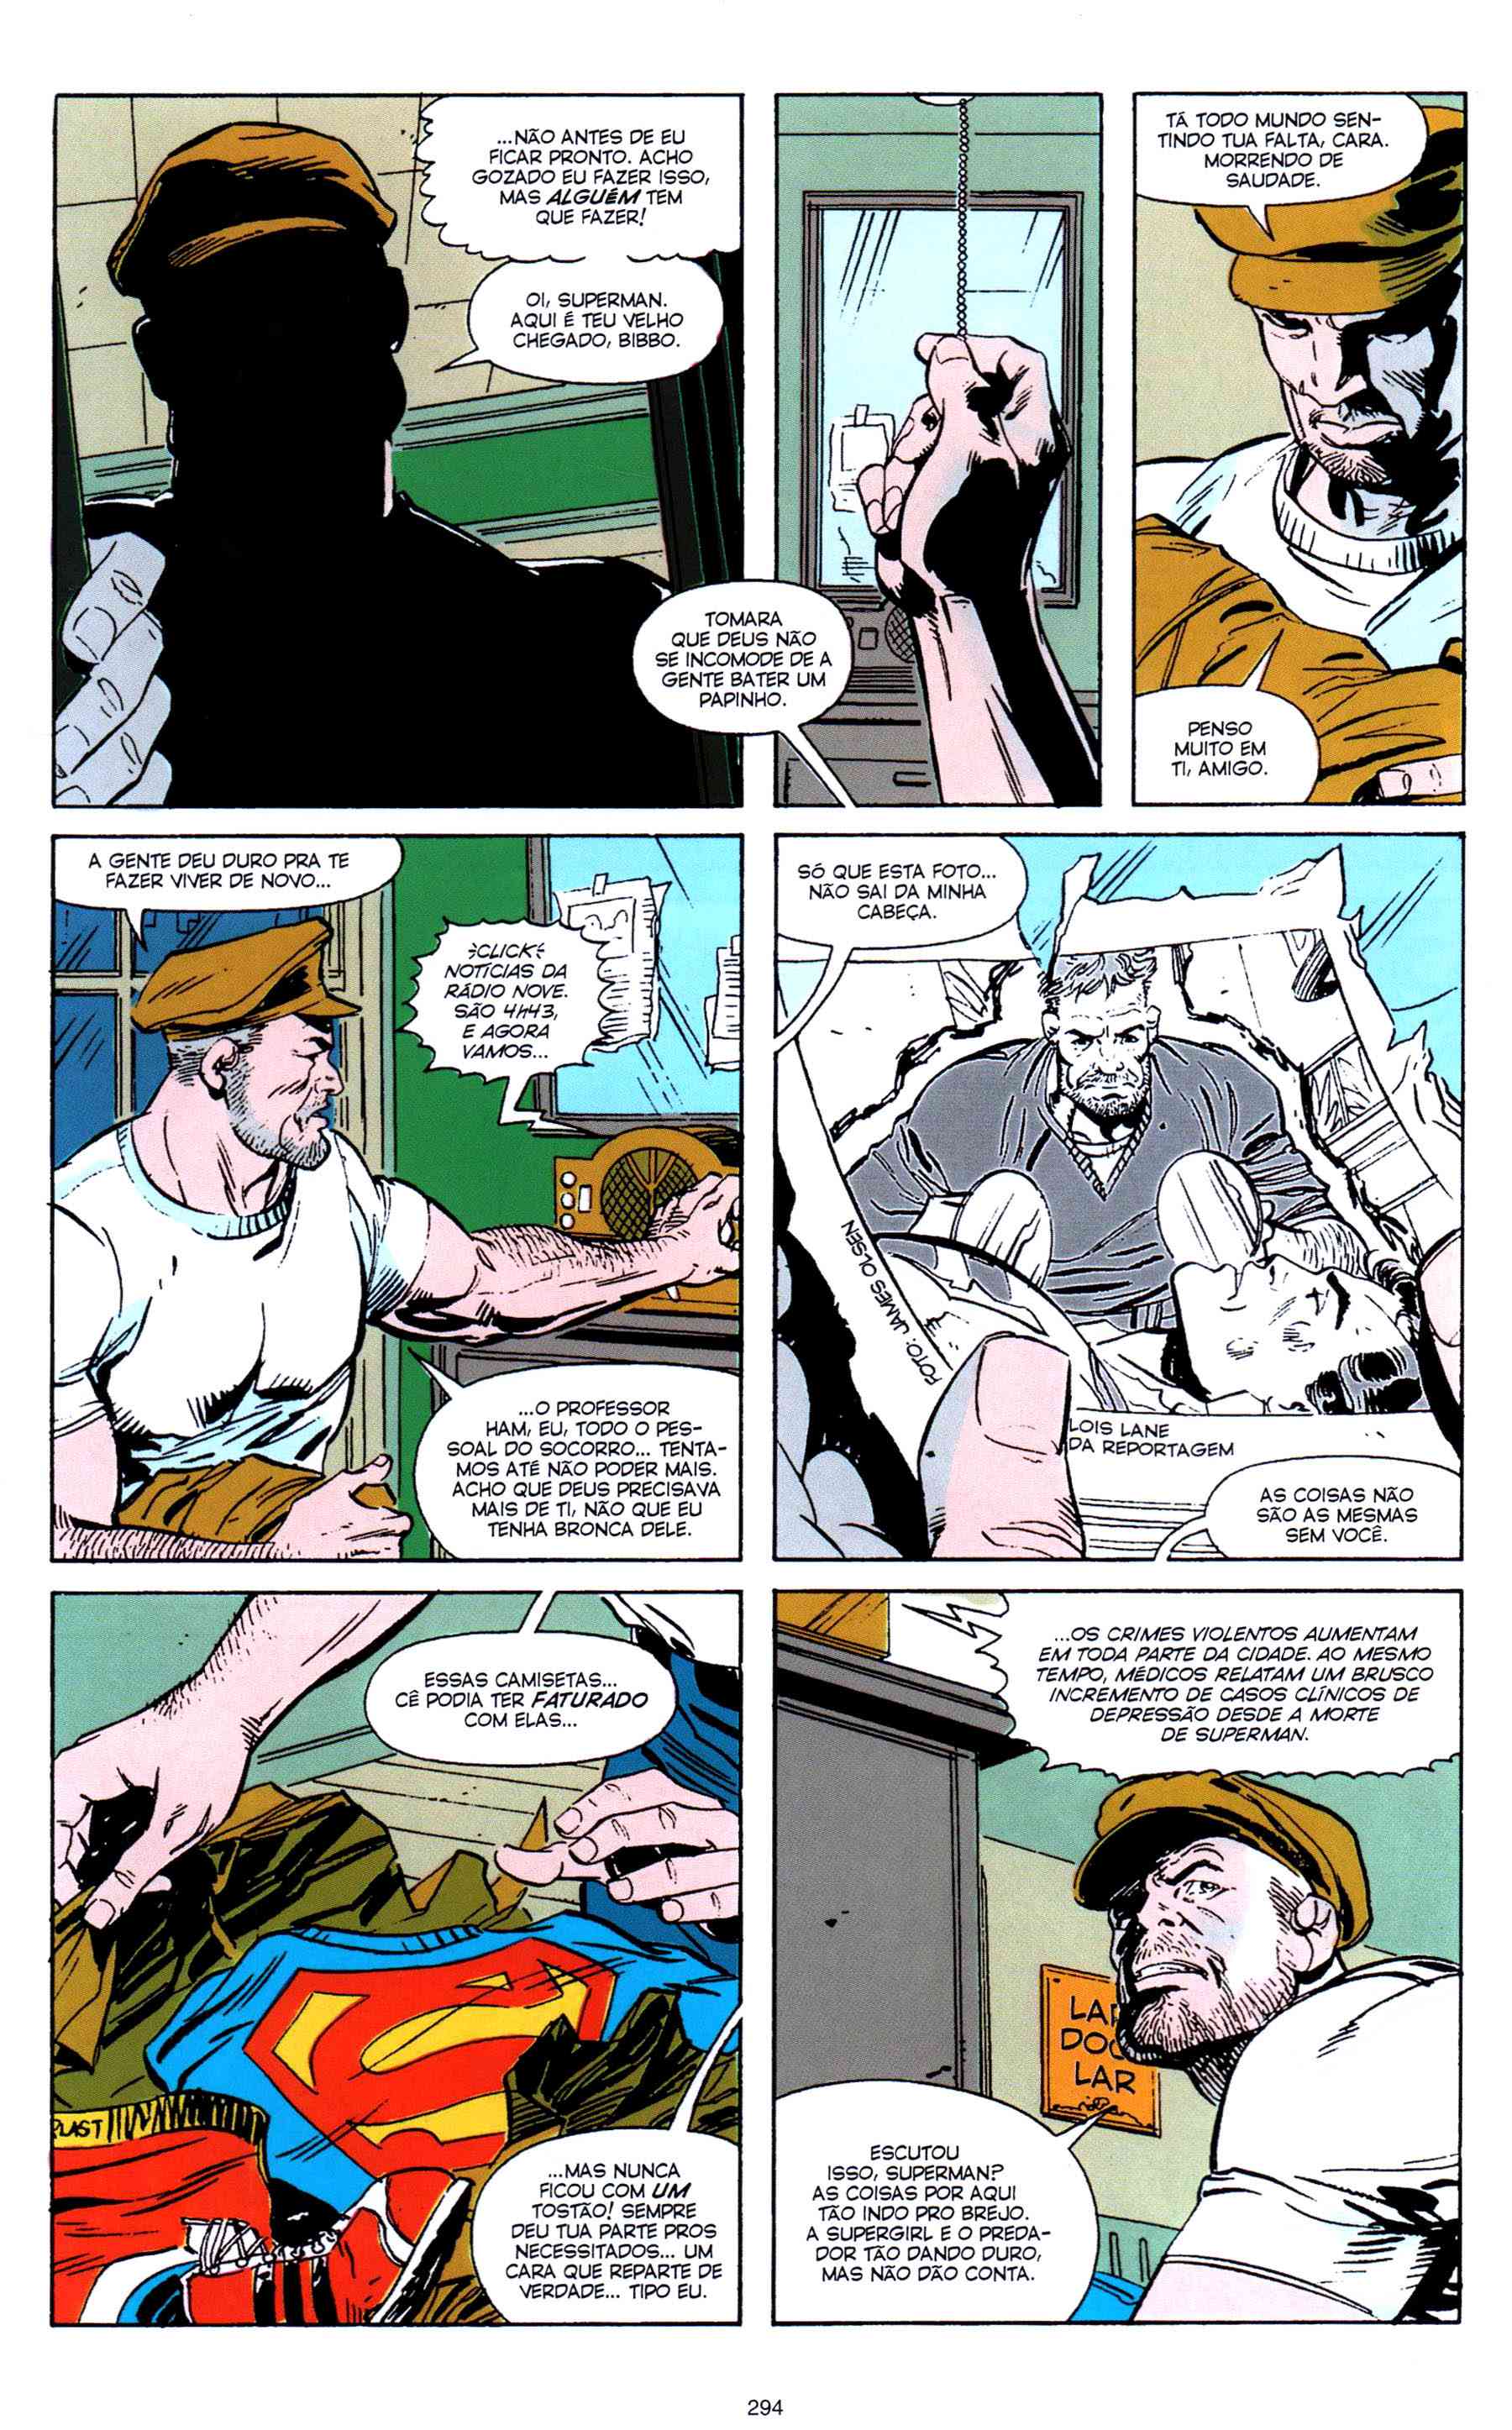 ...NÃO ANTES DE EU
FICAR PRONTO. ACHO
GOZADO EU FAZER ISSO,
MAS ALGUÉM TEM
QUE FAZER!
OI, SUPERMAN.
AQUI É TEU VELHO
CHEGADO, BIBBO.
TOMARA
QUE DEUS NÃO
SE INCOMODE DE A
GENTE BATER UM
PAPINHO.
TÁ TODO MUNDO SEN-
TINDO TUA FALTA, CARA.
MORRENDO DE
SAUDADE.
PENSO
MUITO EM
TI, AMIGO.
A GENTE DEU DURO PRA TE
FAZER VIVER DE NOVO...
CLICK
NOTÍCIAS DA
RÁDIO NOVE.
SÃO 4H43,
E AGORA
VAMOS...
...O PROFESSOR
HAM, EU, TODO O PES-
SOAL DO SOCORRO... TENTA-
MOS ATÉ NÃO PODER MAIS.
ACHO QUE DEUS PRECISAVA
MAIS DE TI, NÃO QUE EU
TENHA BRONCA DELE.
SÓ QUE ESTA FOTO...
NÃO SAI DA MINHA
CABEÇA.
FOTO: JAMES OLSEN
LOIS LANE
DA REPORTAGEM
AS COISAS NÃO
SÃO AS MESMAS
SEM VOCÊ.
ESSAS CAMISETAS...
CÊ PODIA TER FATURADO
COM ELAS...
PLAST
...MAS NUNCA
FICOU COM UM
TOSTÃO! SEMPRE
DEU TUA PARTE PROS
NECESSITADOS... UM
CARA QUE REPARTE DE
VERDADE... TIPO EU.
...OS CRIMES VIOLENTOS AUMENTAM
EM TODA PARTE DA CIDADE. AO MESMO
TEMPO, MÉDICOS RELATAM UM BRUSCO
INCREMENTO DE CASOS CLÍNICOS DE
DEPRESSÃO DESDE A MORTE
DE SUPERMAN.
LAR
DOC
LAR
ESCUTOU
ISSO, SUPERMAN?
AS COISAS POR AQUI
TÃO INDO PRO BREJO.
A SUPERGIRL E O PREDA-
DOR TÃO DANDO DURO,
MAS NÃO DÃO CONTA.
294